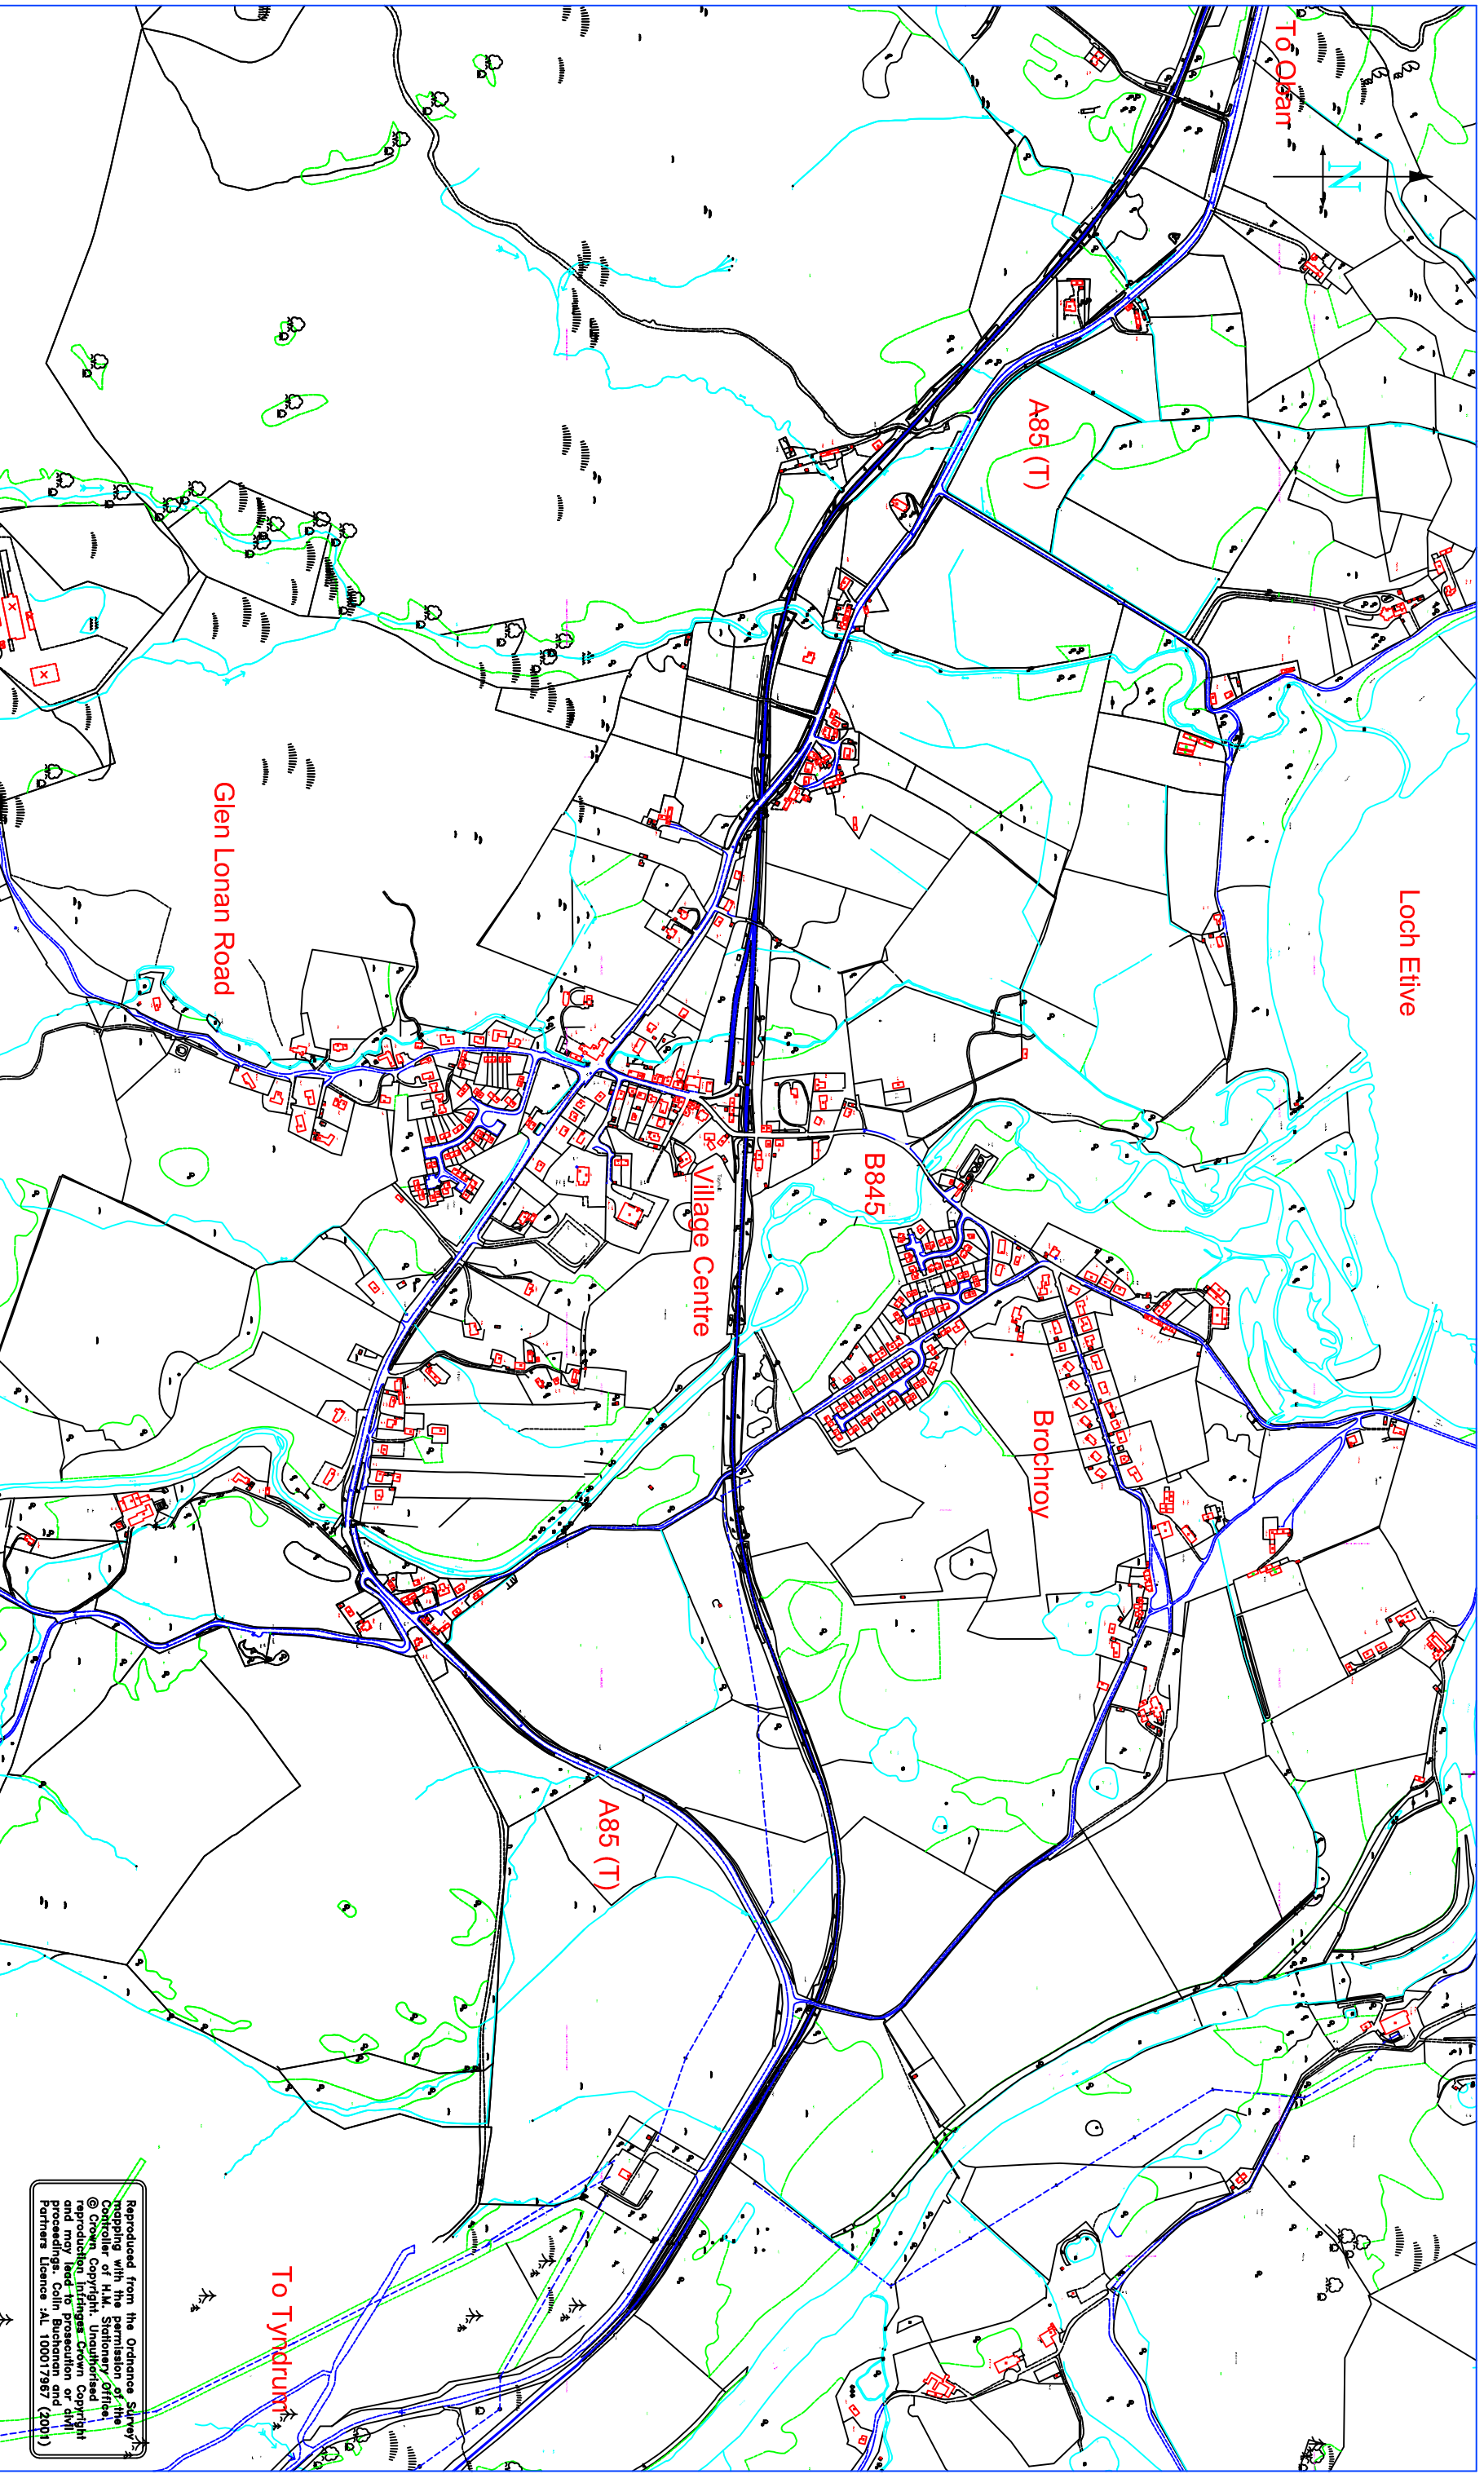 To Oban
N
A85 (T)
Loch Etive
Glen Lonan Road
B845
Village Centre
Brochroy
A85 (T)
To Tyndrum
Reproduced from the Ordnance Survey
mapping with the permission of the
Controller of H.M. Stationery Office
© Crown Copyright. Unauthorised
reproduction infringes Crown Copyright
and may lead to prosecution or civil
proceedings. Colin Buchanan and
Partners Licence :AL 100017967 (2001)